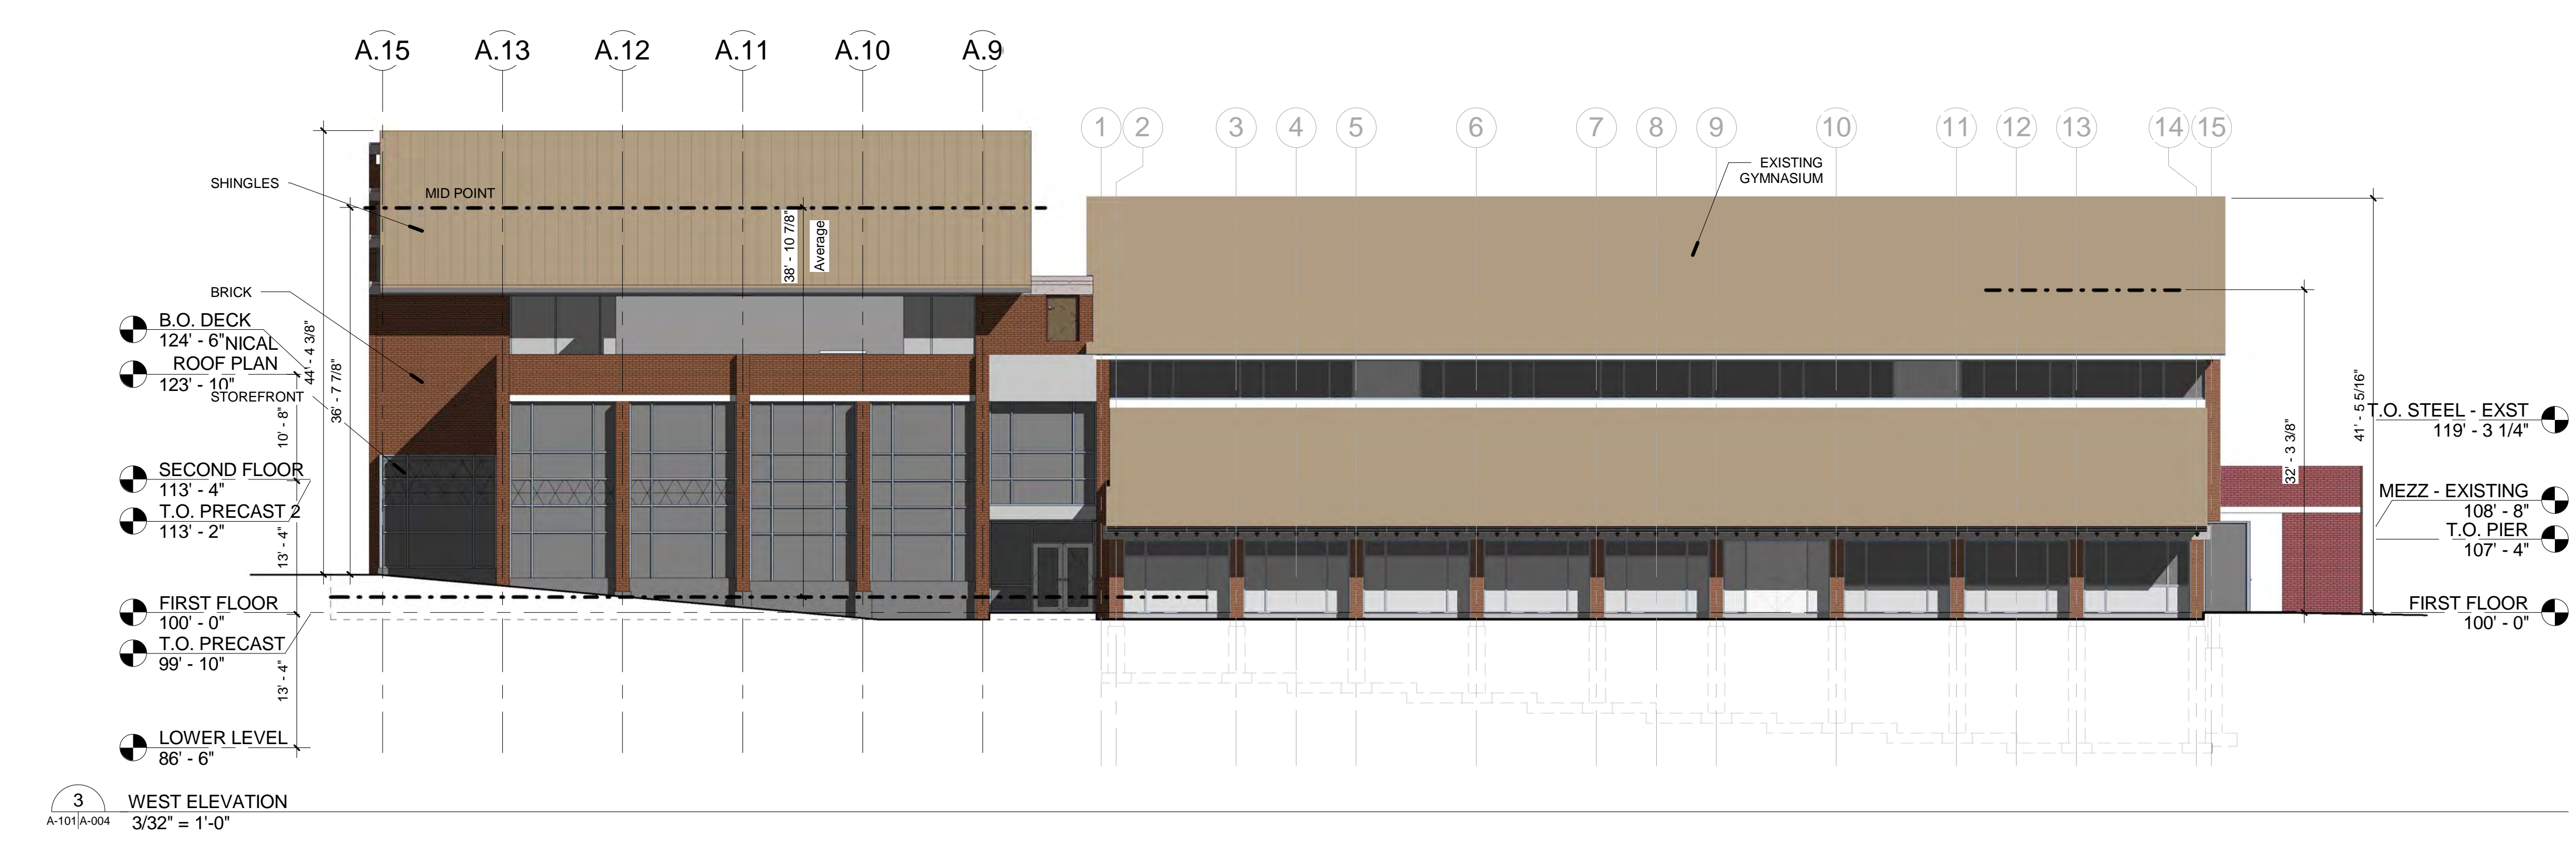 A.15 A.13 A.12 A.11 A.10 A.9
1 2 3 4 5 6 7 8 9 10 11 12 13 14 15
EXISTING
GYMNASIUM
SHINGLES
MID POINT
38' - 10 7/8"
Average
BRICK
B.O. DECK
124' - 6"
NICAL
ROOF PLAN
123' - 10"
STOREFRONT
44' - 4 3/8"
36' - 7 7/8"
10' - 8"
SECOND FLOOR
113' - 4"
T.O. PRECAST 2
113' - 2"
13' - 4"
FIRST FLOOR
100' - 0"
T.O. PRECAST
99' - 10"
13' - 4"
LOWER LEVEL
86' - 6"
32' - 3 3/8"
41' - 5 5/16"
T.O. STEEL - EXST
119' - 3 1/4"
MEZZ - EXISTING
108' - 8"
T.O. PIER
107' - 4"
FIRST FLOOR
100' - 0"
3
A-101 A-004
WEST ELEVATION
3/32" = 1'-0"